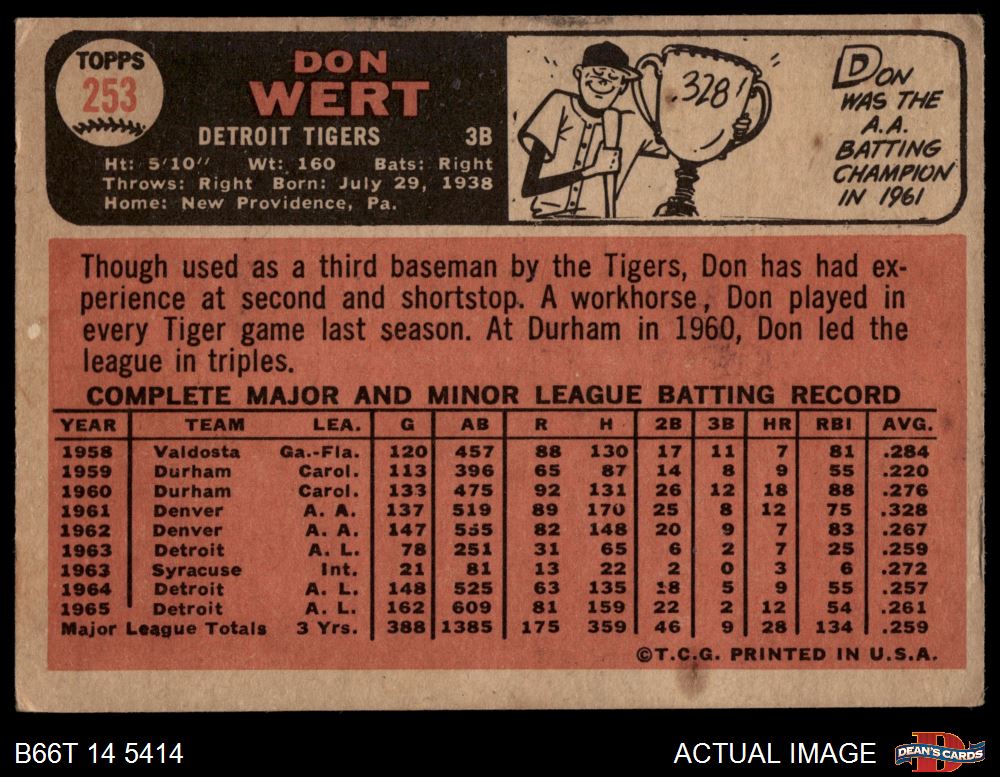 TOPPS
253
DON
WERT
DETROIT TIGERS 3B
Ht: 5'10" Wt: 160 Bats: Right
Throws: Right Born: July 29, 1938
Home: New Providence, Pa.
.328!
DON
WAS THE
A.A.
BATTING
CHAMPION
IN 1961
Though used as a third baseman by the Tigers, Don has had ex-
perience at second and shortstop. A workhorse, Don played in
every Tiger game last season. At Durham in 1960, Don led the
league in triples.
COMPLETE MAJOR AND MINOR LEAGUE BATTING RECORD
YEAR TEAM LEA. G AB R H 2B 3B HR RBI AVG.
1958 Valdosta Ga.-Fla. 120 457 88 130 17 11 7 81 .284
1959 Durham Carol. 113 396 65 87 14 8 9 55 .220
1960 Durham Carol. 133 475 92 131 26 12 18 88 .276
1961 Denver A. A. 137 519 89 170 25 8 12 75 .328
1962 Denver A. A. 147 555 82 148 20 9 7 83 .267
1963 Detroit A. L. 78 251 31 65 6 2 7 25 .259
1963 Syracuse Int. 21 81 13 22 2 0 3 6 .272
1964 Detroit A. L. 148 525 63 135 18 5 9 55 .257
1965 Detroit A. L. 162 609 81 159 22 2 12 54 .261
Major League Totals 3 Yrs. 388 1385 175 359 46 9 28 134 .259
©T.C.G. PRINTED IN U.S.A.
B66T 14 5414 ACTUAL IMAGE
DEAN'S CARDS